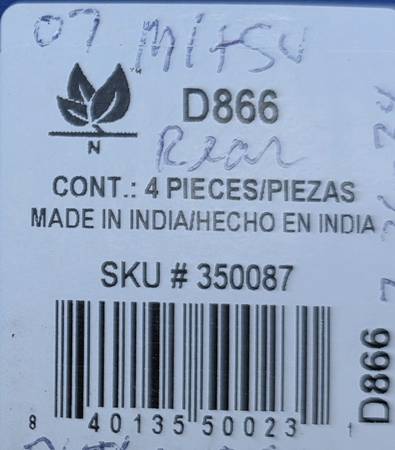 07 Mitsu
D866
Rear
N
CONT.: 4 PIECES/PIEZAS
MADE IN INDIA/HECHO EN INDIA
SKU # 350087
8 40135 50023 1
D866